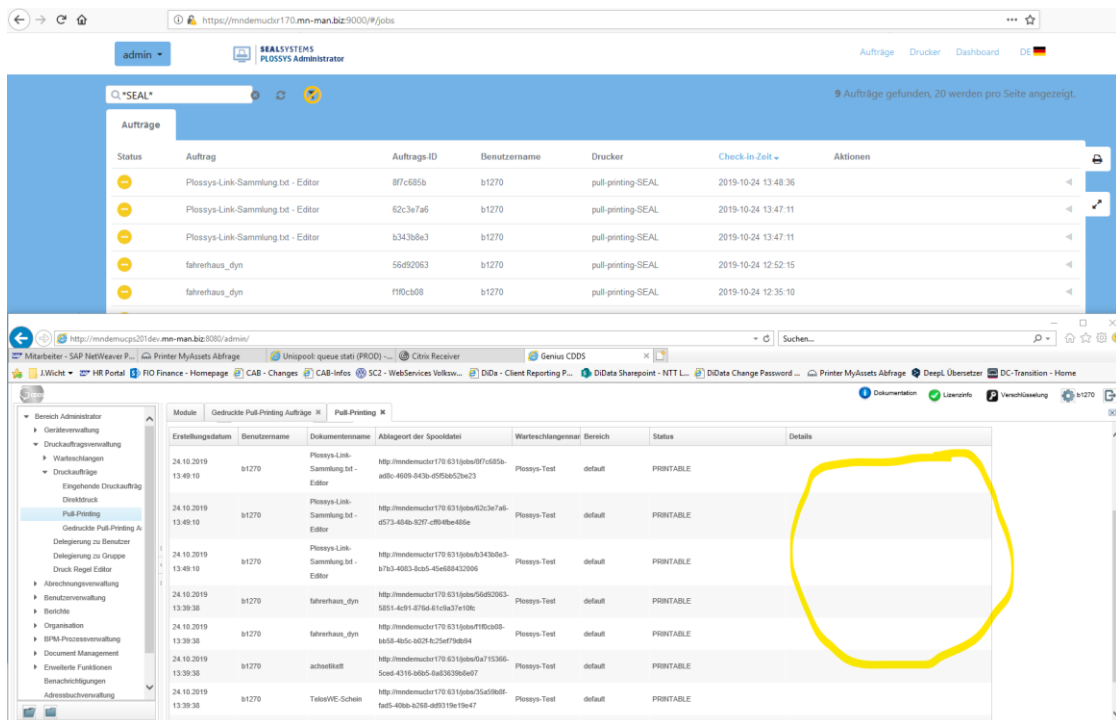 https://mndemuclxr170.mn-man.biz:9000/#/jobs
admin
SEALSYSTEMS
PLOSSYS Administrator
Aufträge Drucker Dashboard DE
*SEAL*
9 Aufträge gefunden, 20 werden pro Seite angezeigt.
Aufträge
Status Auftrag Auftrags-ID Benutzername Drucker Check-in-Zeit Aktionen
Plossys-Link-Sammlung.txt - Editor 8f7c685b b1270 pull-printing-SEAL 2019-10-24 13:48:36
Plossys-Link-Sammlung.txt - Editor 62c3e7a6 b1270 pull-printing-SEAL 2019-10-24 13:47:11
Plossys-Link-Sammlung.txt - Editor b343b8e3 b1270 pull-printing-SEAL 2019-10-24 13:47:11
fahrerhaus_dyn 56d92063 b1270 pull-printing-SEAL 2019-10-24 12:52:15
fahrerhaus_dyn f1f0cb08 b1270 pull-printing-SEAL 2019-10-24 12:35:10
http://mndemucps201dev.mn-man.biz:8080/admin/
Suchen...
Mitarbeiter - SAP NetWeaver P... Printer MyAssets Abfrage Unispool: queue stati (PROD) -... Citrix Receiver Genius CDDS
J.Wicht HR Portal FIO Finance - Homepage CAB - Changes CAB-Infos SC2 - WebServices Volksw... DiDa - Client Reporting P... DiData Sharepoint - NTT L... DiData Change Password ... Printer MyAssets Abfrage DeepL Übersetzer DC-Transition - Home
Dokumentation Lizenzinfo Verschlüsselung b1270
Bereich Administrator
Geräteverwaltung
Druckauftragsverwaltung
Warteschlangen
Druckaufträge
Eingehende Druckaufträg
Direktdruck
Pull-Printing
Gedruckte Pull-Printing A
Delegierung zu Benutzer
Delegierung zu Gruppe
Druck Regel Editor
Abrechnungsverwaltung
Benutzerverwaltung
Berichte
Organisation
BPM-Prozessverwaltung
Document Management
Erweiterte Funktionen
Benachrichtigungen
Adressbuchverwaltung
Module Gedruckte Pull-Printing Aufträge Pull-Printing
Erstellungsdatum Benutzername Dokumentenname Ablageort der Spooldatei Warteschlangennar Bereich Status Details
24.10.2019 13:49:10 b1270 Plossys-Link-Sammlung.txt - Editor http://mndemuclxr170:631/jobs/8f7c685b-ad8c-4609-843b-d5f5bb52be23 Plossys-Test default PRINTABLE
24.10.2019 13:49:10 b1270 Plossys-Link-Sammlung.txt - Editor http://mndemuclxr170:631/jobs/62c3e7a6-d573-484b-92f7-cff04fbe486e Plossys-Test default PRINTABLE
24.10.2019 13:49:10 b1270 Plossys-Link-Sammlung.txt - Editor http://mndemuclxr170:631/jobs/b343b8e3-b7b3-4083-8cb5-45e688432006 Plossys-Test default PRINTABLE
24.10.2019 13:39:38 b1270 fahrerhaus_dyn http://mndemuclxr170:631/jobs/56d92063-5851-4c91-876d-61c9a37e10fc Plossys-Test default PRINTABLE
24.10.2019 13:39:38 b1270 fahrerhaus_dyn http://mndemuclxr170:631/jobs/f1f0cb08-bb58-4b5c-b02f-fc25ef79db94 Plossys-Test default PRINTABLE
24.10.2019 13:39:38 b1270 achsetikett http://mndemuclxr170:631/jobs/0a715366-5ced-4316-b6b5-0a83639b8e07 Plossys-Test default PRINTABLE
24.10.2019 13:39:38 b1270 TelosWE-Schein http://mndemuclxr170:631/jobs/35a59b8f-fad5-40bb-b268-dd9319e19e47 Plossys-Test default PRINTABLE